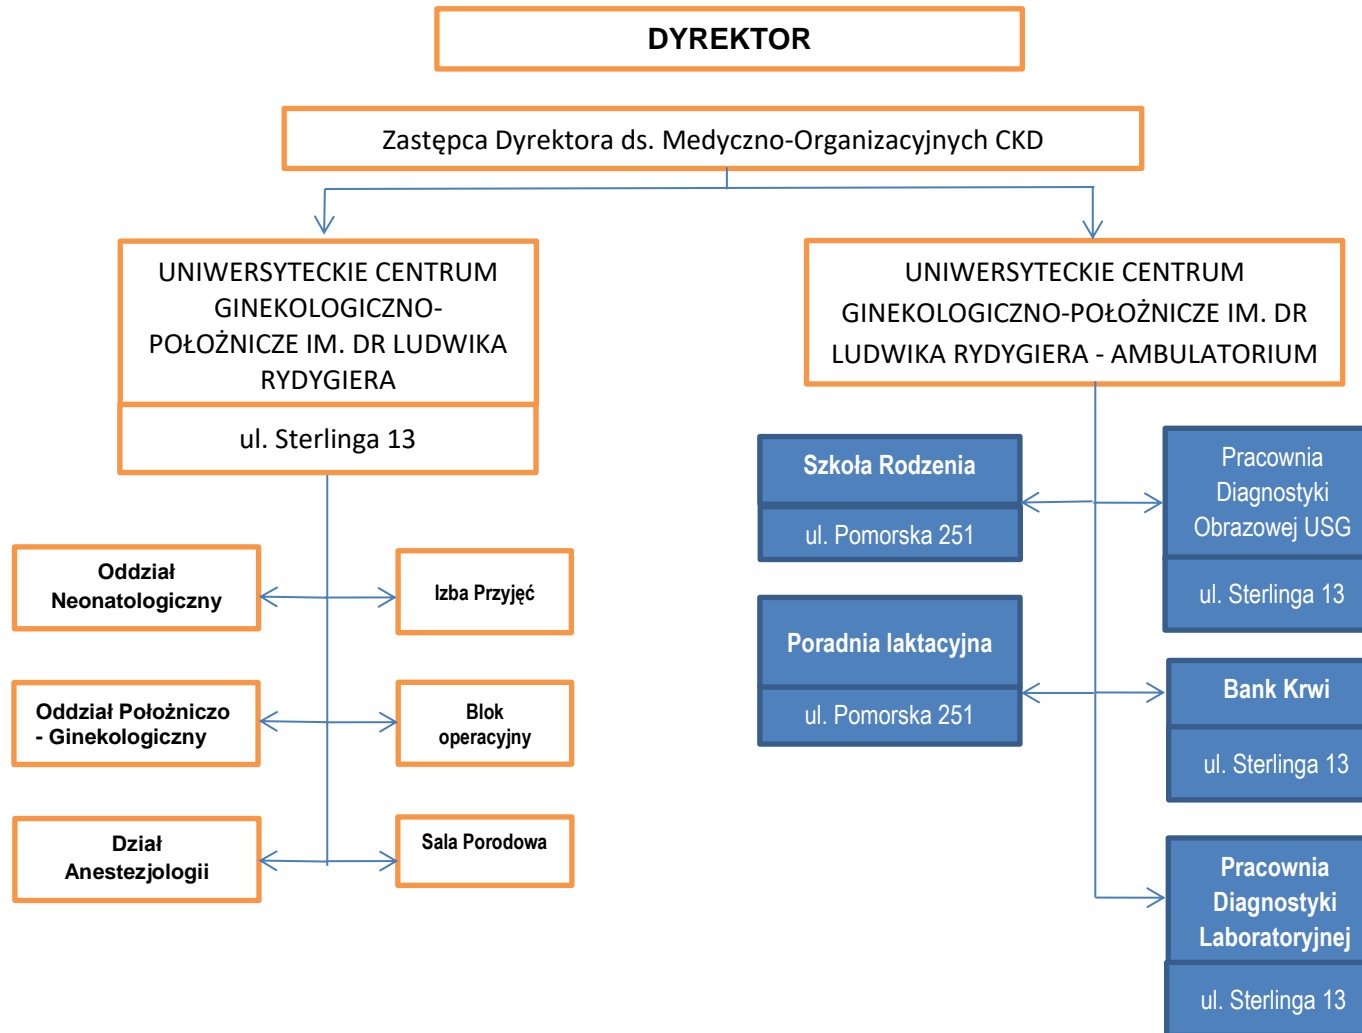 DYREKTOR
Zastępca Dyrektora ds. Medyczno-Organizacyjnych CKD
UNIWERSYTECKIE CENTRUM
GINEKOLOGICZNO-
POŁOŻNICZE IM. DR LUDWIKA
RYDYGIERA
ul. Sterlinga 13
Oddział
Neonatologiczny
Izba Przyjęć
Oddział Położniczo
- Ginekologiczny
Blok
operacyjny
Dział
Anestezjologii
Sala Porodowa
UNIWERSYTECKIE CENTRUM
GINEKOLOGICZNO-POŁOŻNICZE IM. DR
LUDWIKA RYDYGIERA - AMBULATORIUM
Szkoła Rodzenia
ul. Pomorska 251
Pracownia
Diagnostyki
Obrazowej USG
ul. Sterlinga 13
Poradnia laktacyjna
ul. Pomorska 251
Bank Krwi
ul. Sterlinga 13
Pracownia
Diagnostyki
Laboratoryjnej
ul. Sterlinga 13